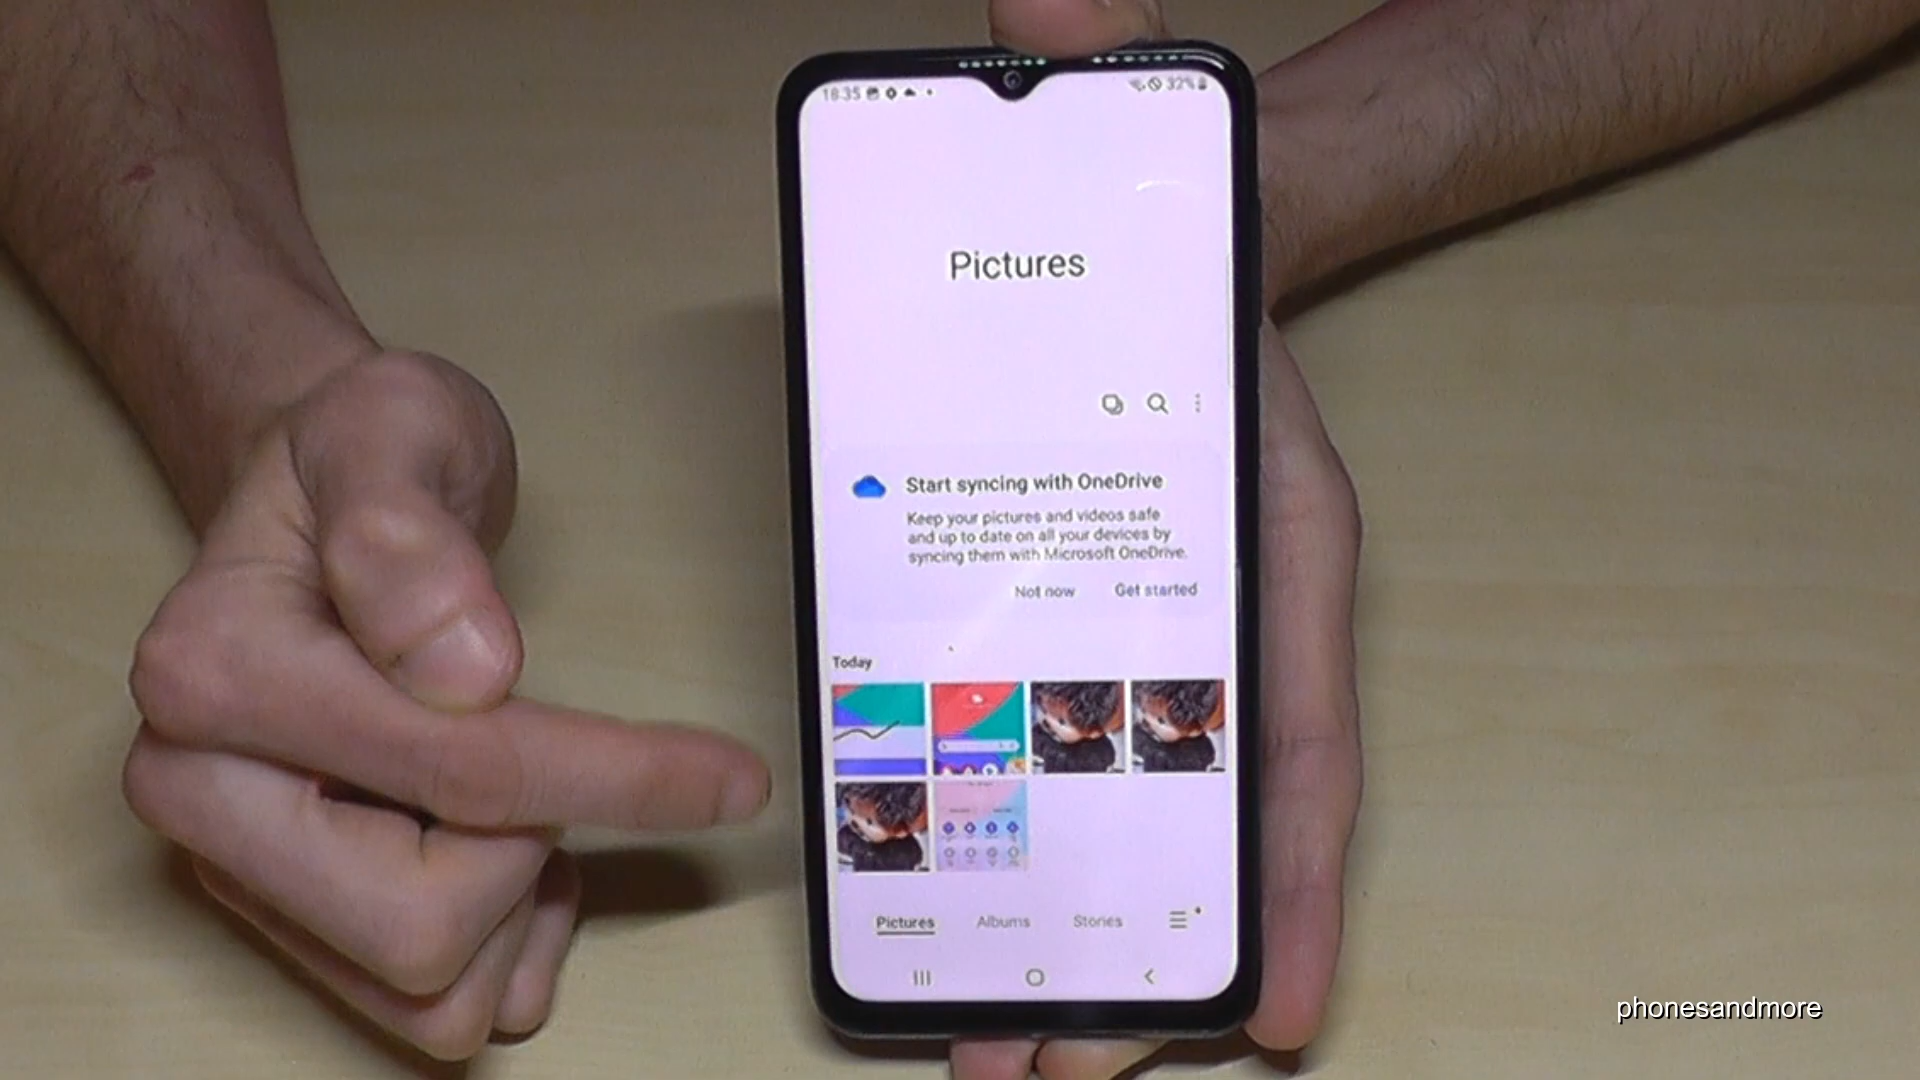 18:35
32%
Pictures
Start syncing with OneDrive
Keep your pictures and videos safe
and up to date on all your devices by
syncing them with Microsoft OneDrive.
Not now Get started
Today
Pictures Albums Stories
phonesandmore